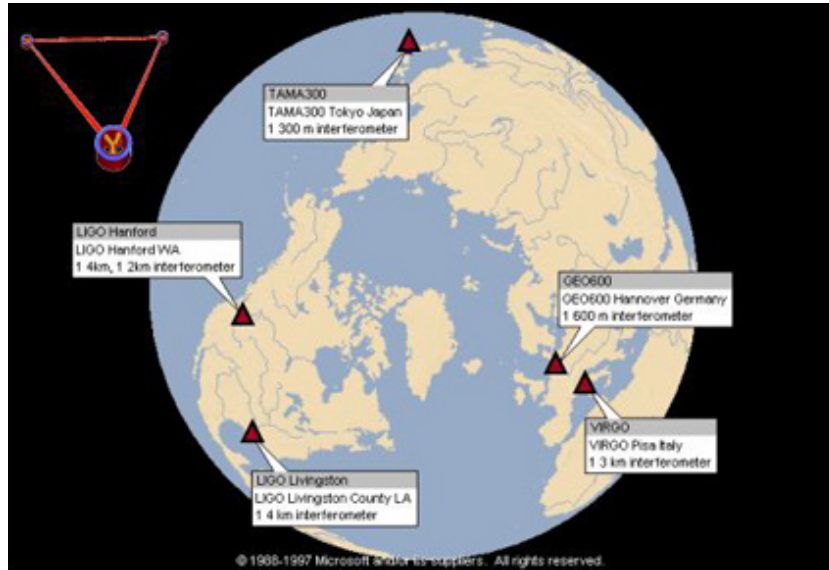 TAMA300
TAMA300 Tokyo Japan
1 300 m interferometer
LIGO Hanford
LIGO Hanford WA
1 4km, 1 2km interferometer
GEO600
GEO600 Hannover Germany
1 600 m interferometer
VIRGO
VIRGO Pisa Italy
1 3 km interferometer
LIGO Livingston
LIGO Livingston County LA
1 4 km interferometer
Y
© 1988-1997 Microsoft and/or its suppliers. All rights reserved.